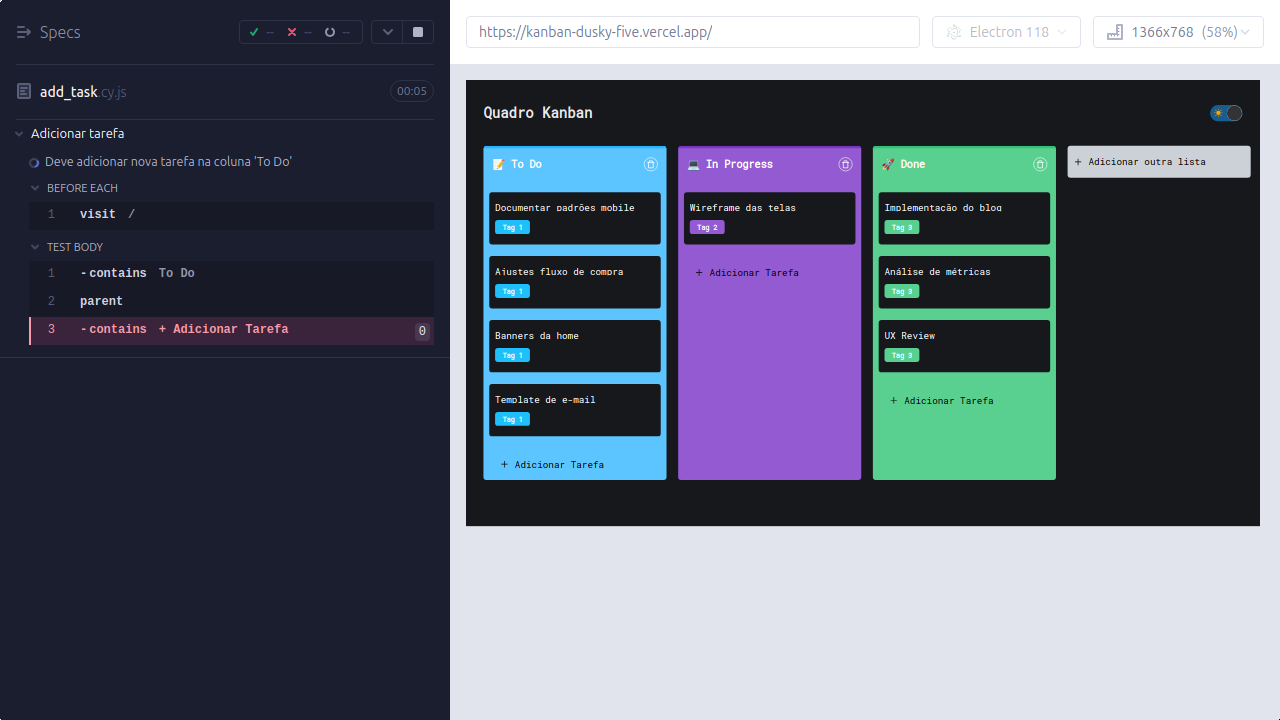 Specs
-- -- --
https://kanban-dusky-five.vercel.app/
Electron 118
1366x768 (58%)
add_task.cy.js
00:05
Adicionar tarefa
Deve adicionar nova tarefa na coluna 'To Do'
BEFORE EACH
1 visit /
TEST BODY
1 -contains To Do
2 parent
3 -contains + Adicionar Tarefa 0
Quadro Kanban
To Do
Documentar padrões mobile
Tag 1
Ajustes fluxo de compra
Tag 1
Banners da home
Tag 1
Template de e-mail
Tag 1
+ Adicionar Tarefa
In Progress
Wireframe das telas
Tag 2
+ Adicionar Tarefa
Done
Implementação do blog
Tag 3
Análise de métricas
Tag 3
UX Review
Tag 3
+ Adicionar Tarefa
+ Adicionar outra lista